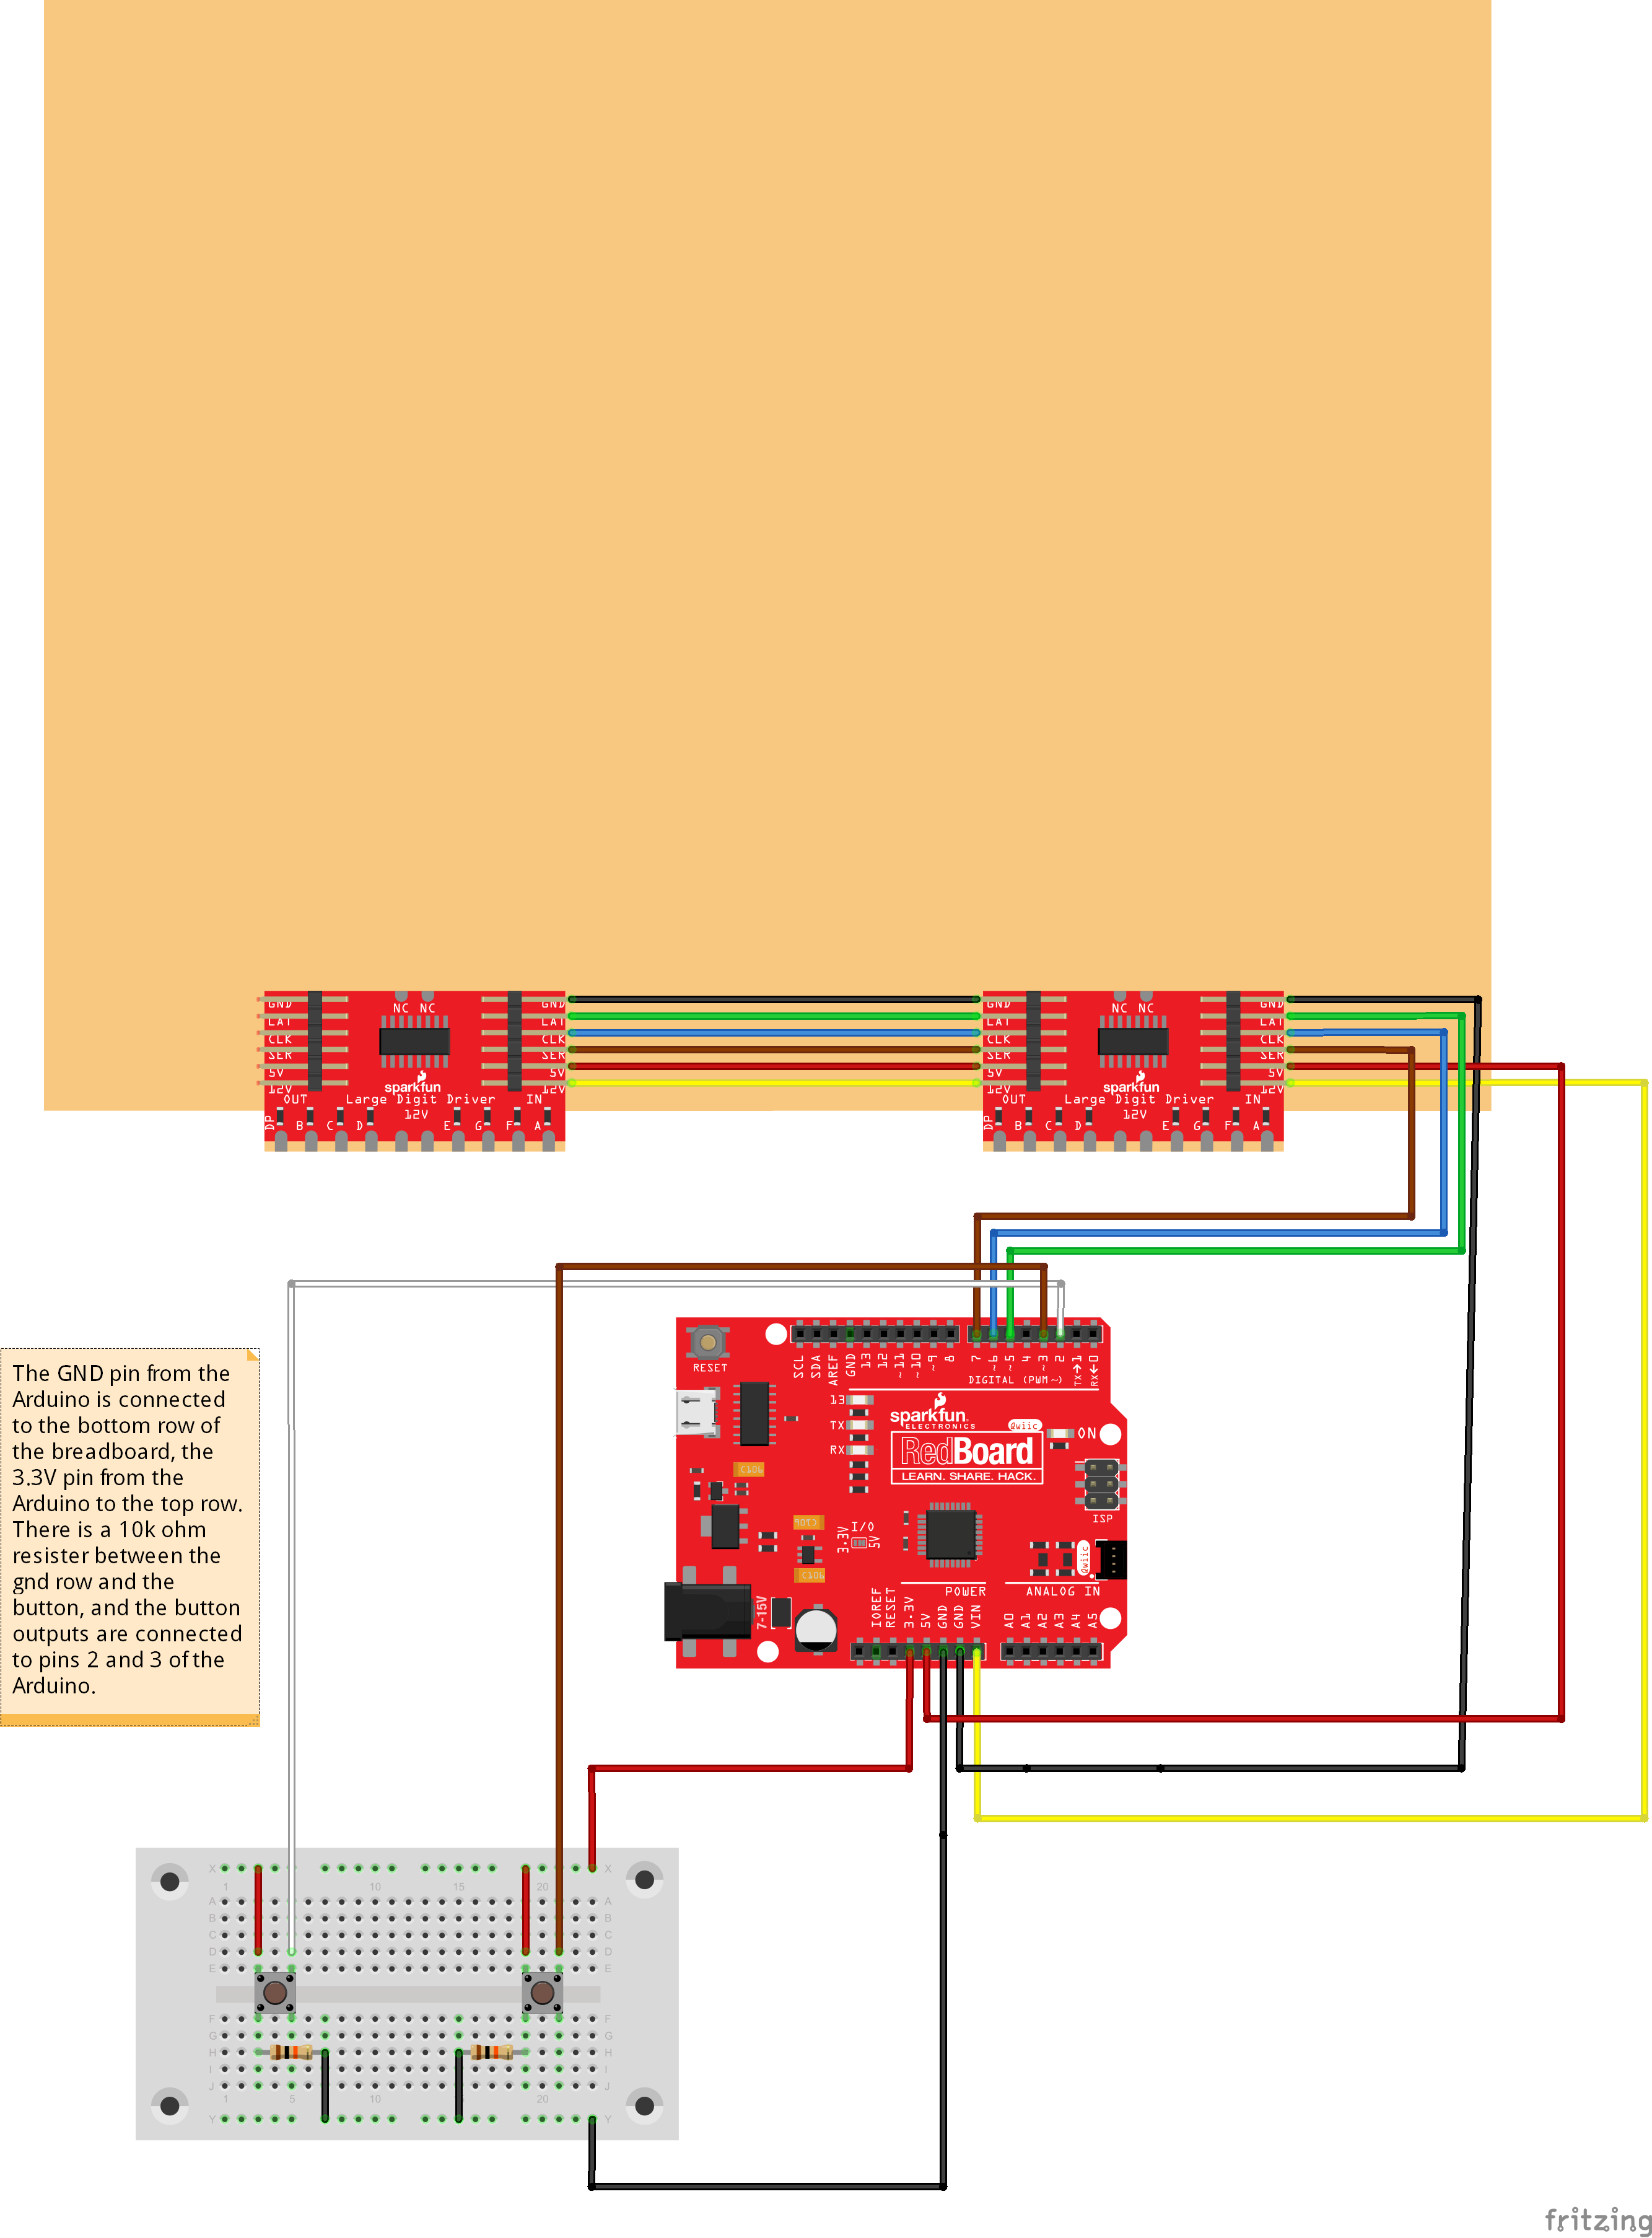 GND
LAT
CLK
SER
5V
12V
OUT
NC NC
sparkfun
Large Digit Driver
12V
GND
LAT
CLK
SER
5V
12V
IN
DP B C D E G F A
GND
LAT
CLK
SER
5V
12V
OUT
NC NC
sparkfun
Large Digit Driver
12V
GND
LAT
CLK
SER
5V
12V
IN
DP B C D E G F A
The GND pin from the
Arduino is connected
to the bottom row of
the breadboard, the
3.3V pin from the
Arduino to the top row.
There is a 10k ohm
resister between the
gnd row and the
button, and the button
outputs are connected
to pins 2 and 3 of the
Arduino.
RESET
SCL SDA AREF GND 13 12 ~11 ~10 ~9 8
7 ~6 ~5 4 ~3 2 TX→1 RX←0
DIGITAL (PWM~)
13
TX
RX
sparkfun
ELECTRONICS
Qwiic
RedBoard
LEARN. SHARE. HACK.
ON
ISP
C106
C106
C106
I/O
3.3V
5V
Qwiic
7-15V
POWER
ANALOG IN
IOREF RESET 3.3V 5V GND GND VIN
A0 A1 A2 A3 A4 A5
X X
1 10 15 20
A A
B B
C C
D D
E E
F F
G G
H H
I I
J J
1 5 10 20
Y Y
fritzing